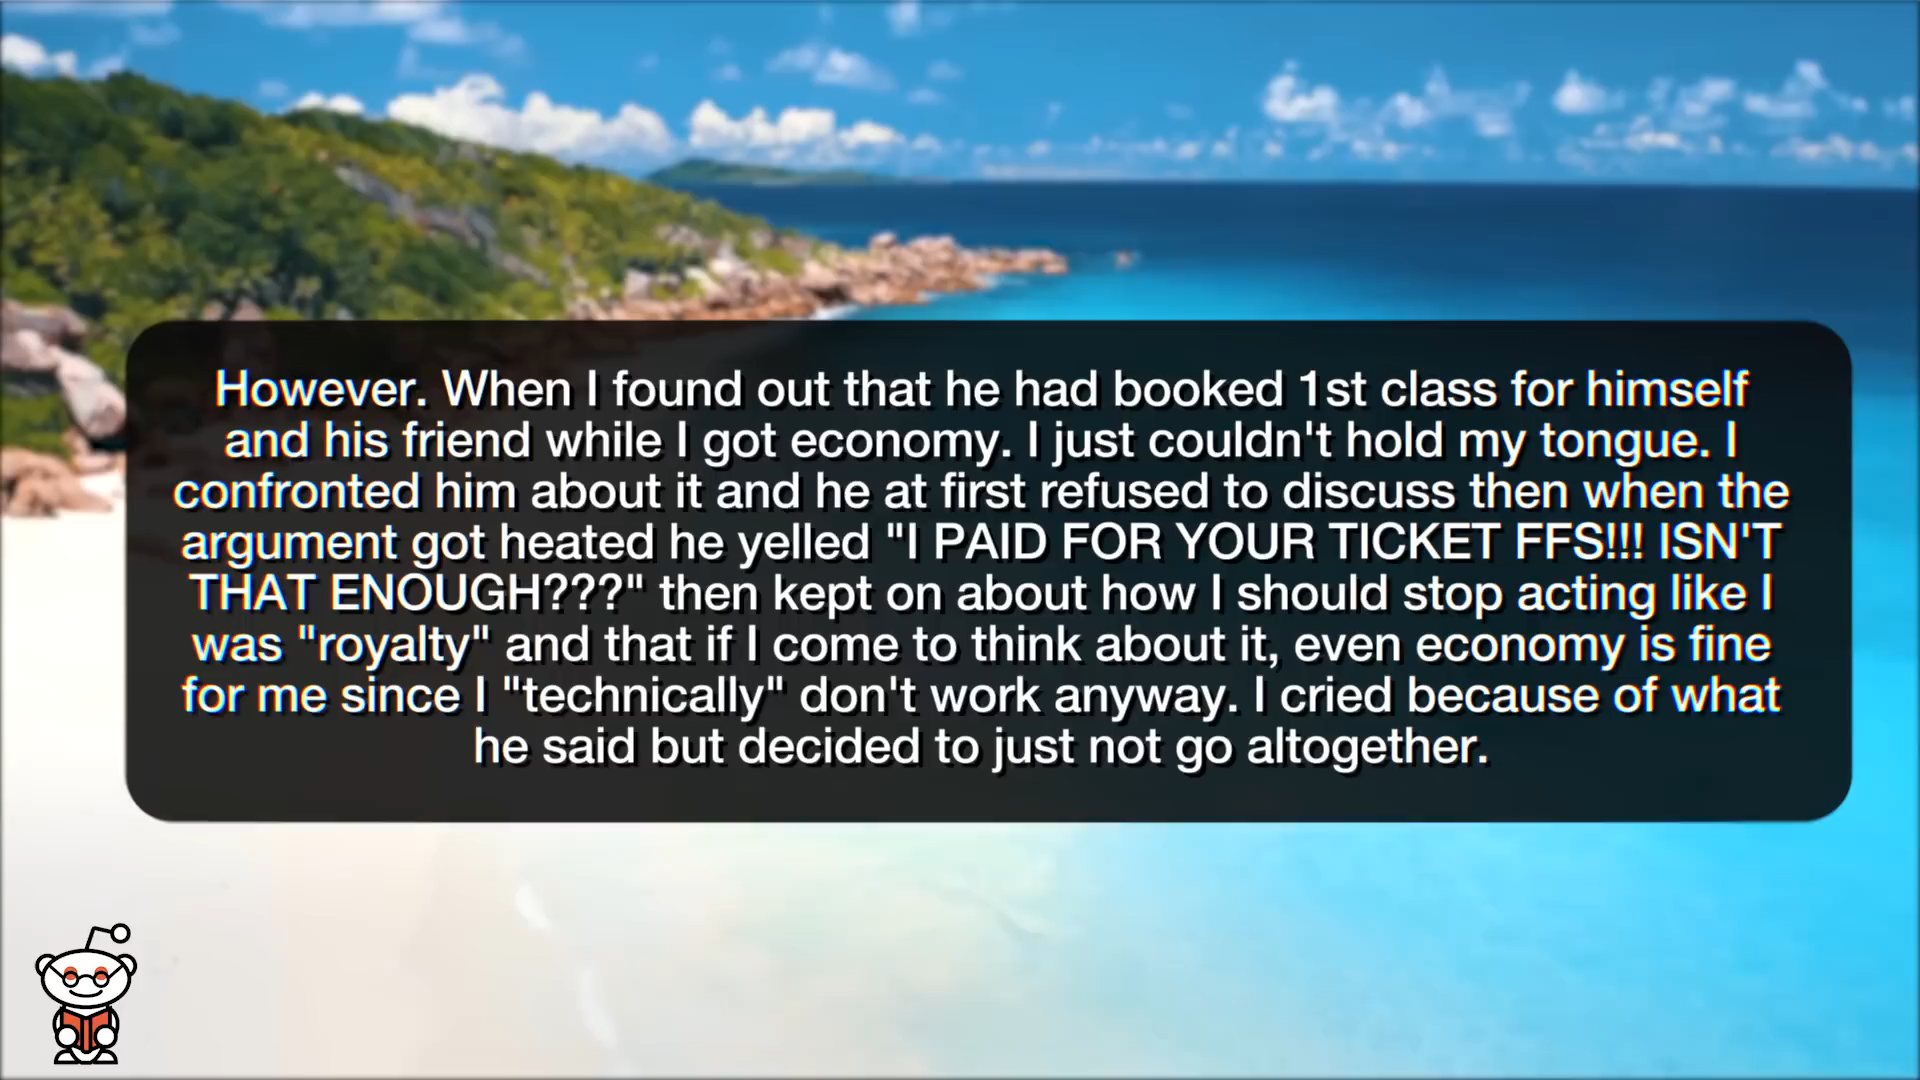 However. When I found out that he had booked 1st class for himself
and his friend while I got economy. I just couldn't hold my tongue. I
confronted him about it and he at first refused to discuss then when the
argument got heated he yelled "I PAID FOR YOUR TICKET FFS!!! ISN'T
THAT ENOUGH???" then kept on about how I should stop acting like I
was "royalty" and that if I come to think about it, even economy is fine
for me since I "technically" don't work anyway. I cried because of what
he said but decided to just not go altogether.